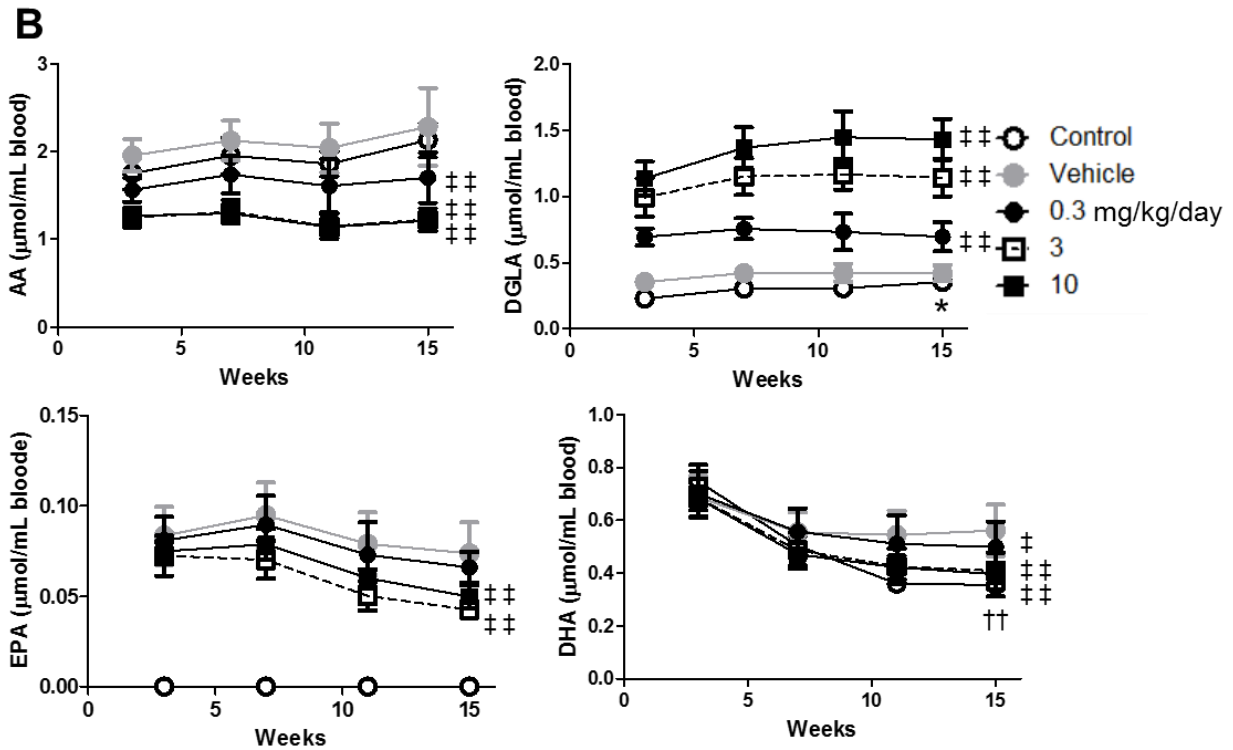 B
AA (μmol/mL blood)
3
2
1
0
0 5 10 15
Weeks
‡ ‡
‡ ‡
‡ ‡
DGLA (μmol/mL blood)
2.0
1.5
1.0
0.5
0.0
0 5 10 15
Weeks
‡ ‡
‡ ‡
‡ ‡
*
Control
Vehicle
0.3 mg/kg/day
3
10
EPA (μmol/mL bloode)
0.15
0.10
0.05
0.00
0 5 10 15
Weeks
‡ ‡
‡ ‡
DHA (μmol/mL blood)
1.0
0.8
0.6
0.4
0.2
0.0
0 5 10 15
Weeks
‡
‡ ‡
‡ ‡
††